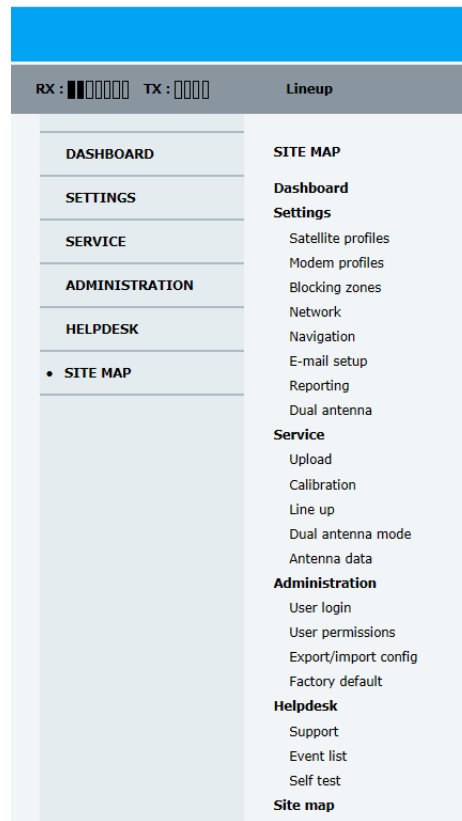 RX : TX : Lineup
DASHBOARD
SETTINGS
SERVICE
ADMINISTRATION
HELPDESK
• SITE MAP
SITE MAP
Dashboard
Settings
Satellite profiles
Modem profiles
Blocking zones
Network
Navigation
E-mail setup
Reporting
Dual antenna
Service
Upload
Calibration
Line up
Dual antenna mode
Antenna data
Administration
User login
User permissions
Export/import config
Factory default
Helpdesk
Support
Event list
Self test
Site map